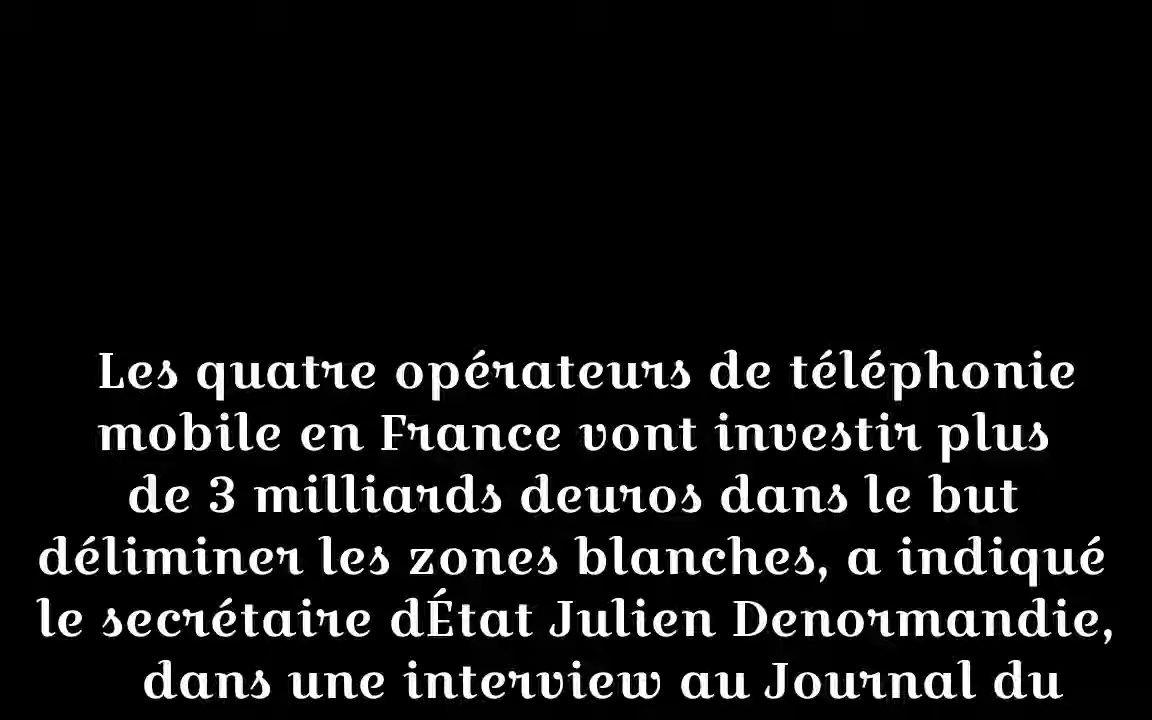 Les quatre opérateurs de téléphonie
mobile en France vont investir plus
de 3 milliards deuros dans le but
déliminer les zones blanches, a indiqué
le secrétaire dÉtat Julien Denormandie,
dans une interview au Journal du